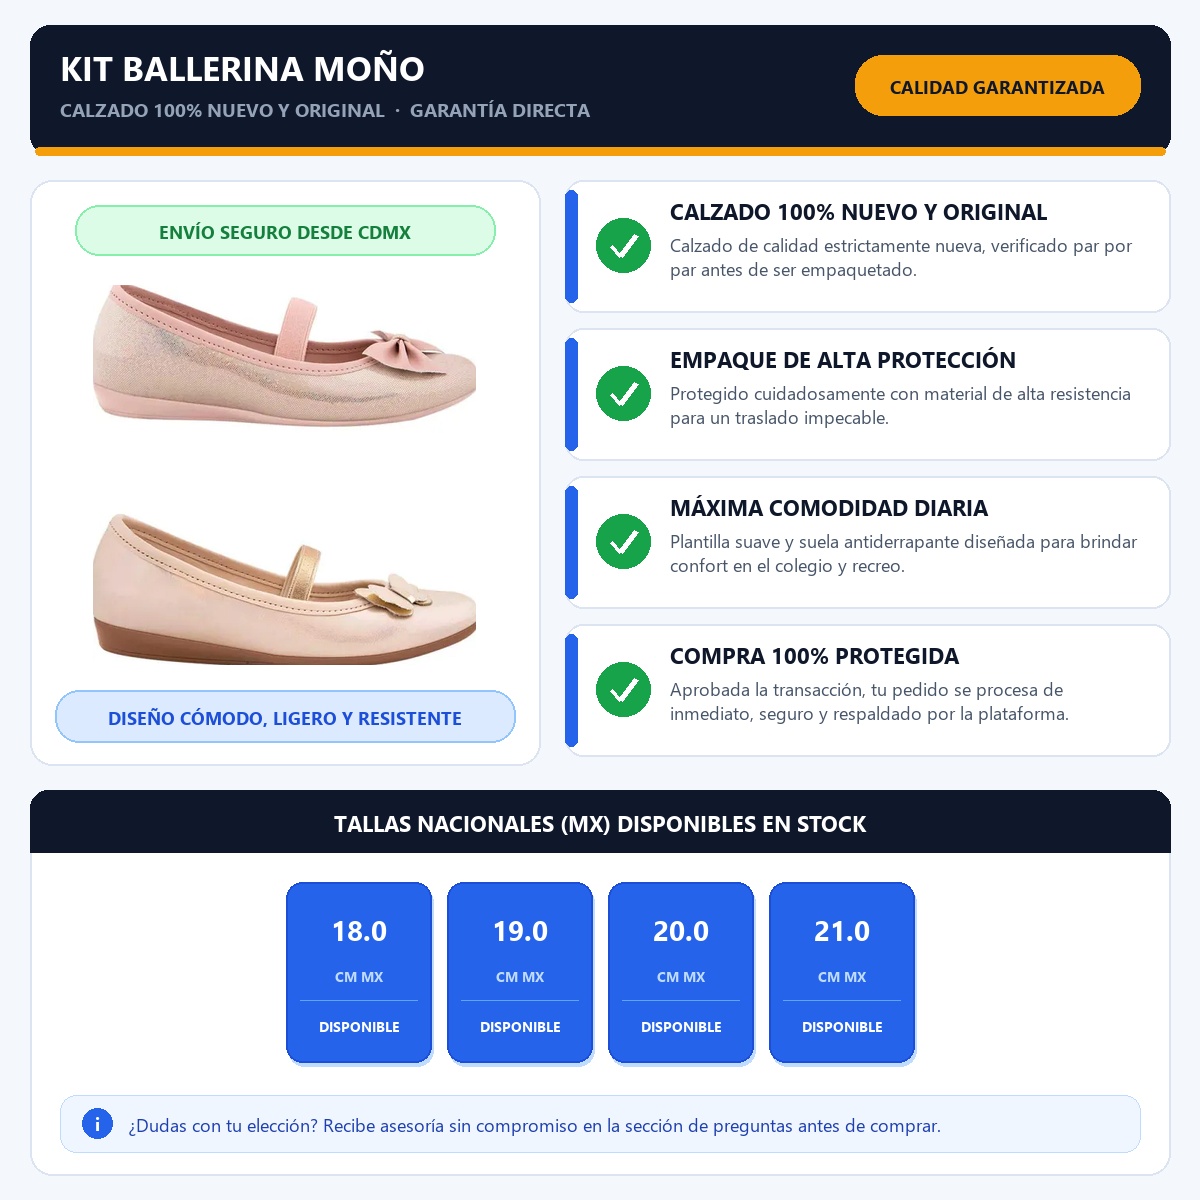 KIT BALLERINA MOÑO
CALZADO 100% NUEVO Y ORIGINAL · GARANTÍA DIRECTA
CALIDAD GARANTIZADA
ENVÍO SEGURO DESDE CDMX
DISEÑO CÓMODO, LIGERO Y RESISTENTE
CALZADO 100% NUEVO Y ORIGINAL
Calzado de calidad estrictamente nueva, verificado par por
par antes de ser empaquetado.
EMPAQUE DE ALTA PROTECCIÓN
Protegido cuidadosamente con material de alta resistencia
para un traslado impecable.
MÁXIMA COMODIDAD DIARIA
Plantilla suave y suela antiderrapante diseñada para brindar
confort en el colegio y recreo.
COMPRA 100% PROTEGIDA
Aprobada la transacción, tu pedido se procesa de
inmediato, seguro y respaldado por la plataforma.
TALLAS NACIONALES (MX) DISPONIBLES EN STOCK
18.0
CM MX
DISPONIBLE
19.0
CM MX
DISPONIBLE
20.0
CM MX
DISPONIBLE
21.0
CM MX
DISPONIBLE
i
¿Dudas con tu elección? Recibe asesoría sin compromiso en la sección de preguntas antes de comprar.